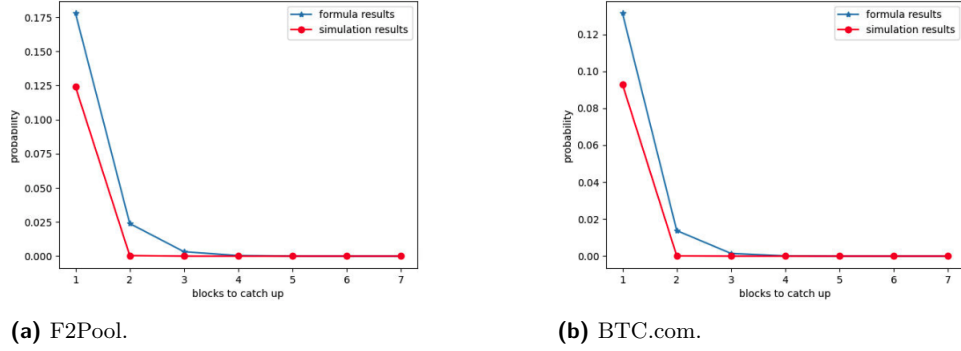 0.175
0.150
0.125
0.100
0.075
0.050
0.025
0.000
probability
1 2 3 4 5 6 7
blocks to catch up
formula results
simulation results
(a) F2Pool.
0.12
0.10
0.08
0.06
0.04
0.02
0.00
probability
1 2 3 4 5 6 7
blocks to catch up
formula results
simulation results
(b) BTC.com.